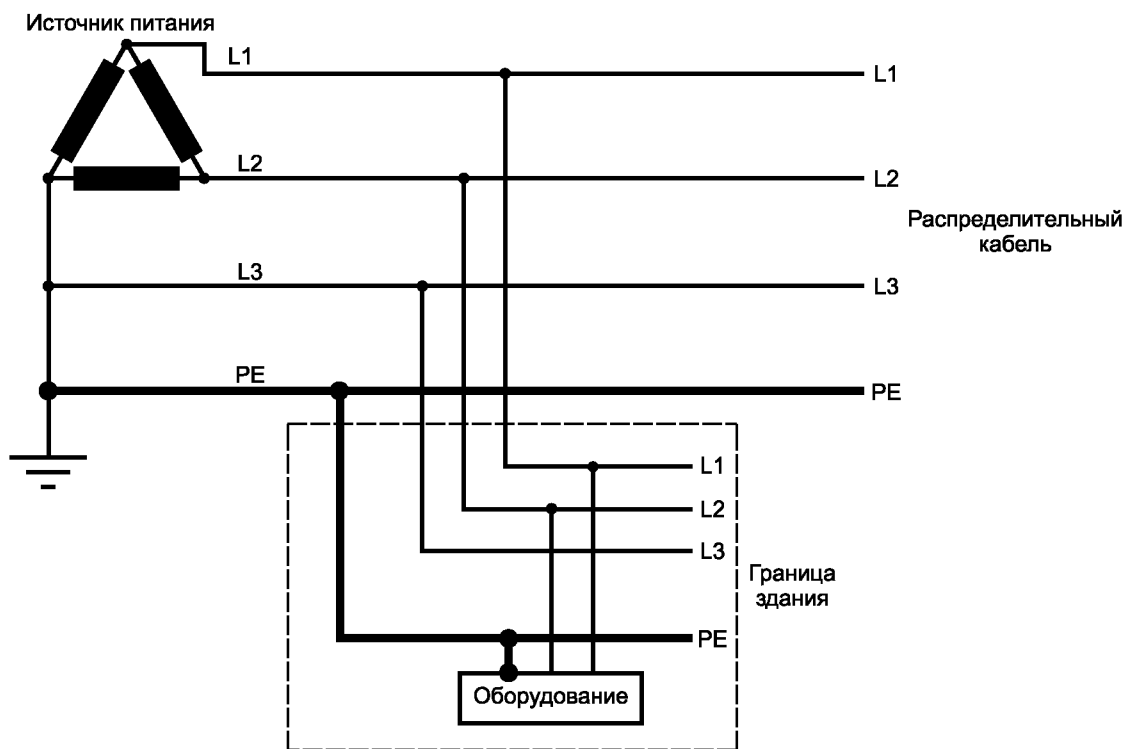 Источник питания
L1
L1
L2
L2
Распределительный
кабель
L3
L3
PE
PE
L1
L2
L3
Граница
здания
PE
Оборудование